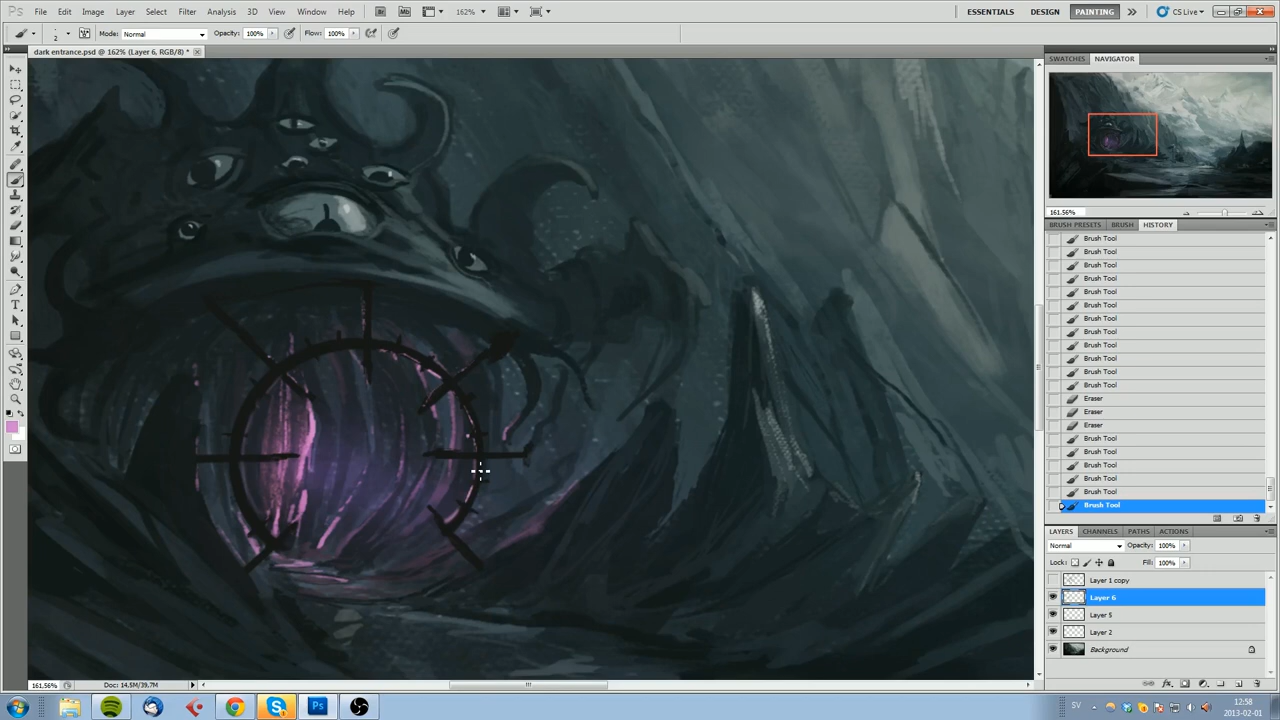 Ps File Edit Image Layer Select Filter Analysis 3D View Window Help Br Mb 162% ESSENTIALS DESIGN PAINTING CS Live
2 Mode: Normal Opacity: 100% Flow: 100%
dark entrance.psd @ 162% (Layer 6, RGB/8) *
SWATCHES NAVIGATOR
161.56%
BRUSH PRESETS BRUSH HISTORY
Brush Tool
Brush Tool
Brush Tool
Brush Tool
Brush Tool
Brush Tool
Brush Tool
Brush Tool
Brush Tool
Brush Tool
Brush Tool
Brush Tool
Eraser
Eraser
Eraser
Brush Tool
Brush Tool
Brush Tool
Brush Tool
Brush Tool
Brush Tool
LAYERS CHANNELS PATHS ACTIONS
Normal Opacity: 100%
Lock: Fill: 100%
Layer 1 copy
Layer 6
Layer 5
Layer 2
Background
161,56% Doc: 14,5M/39,7M
SV 12:58
2013-02-01